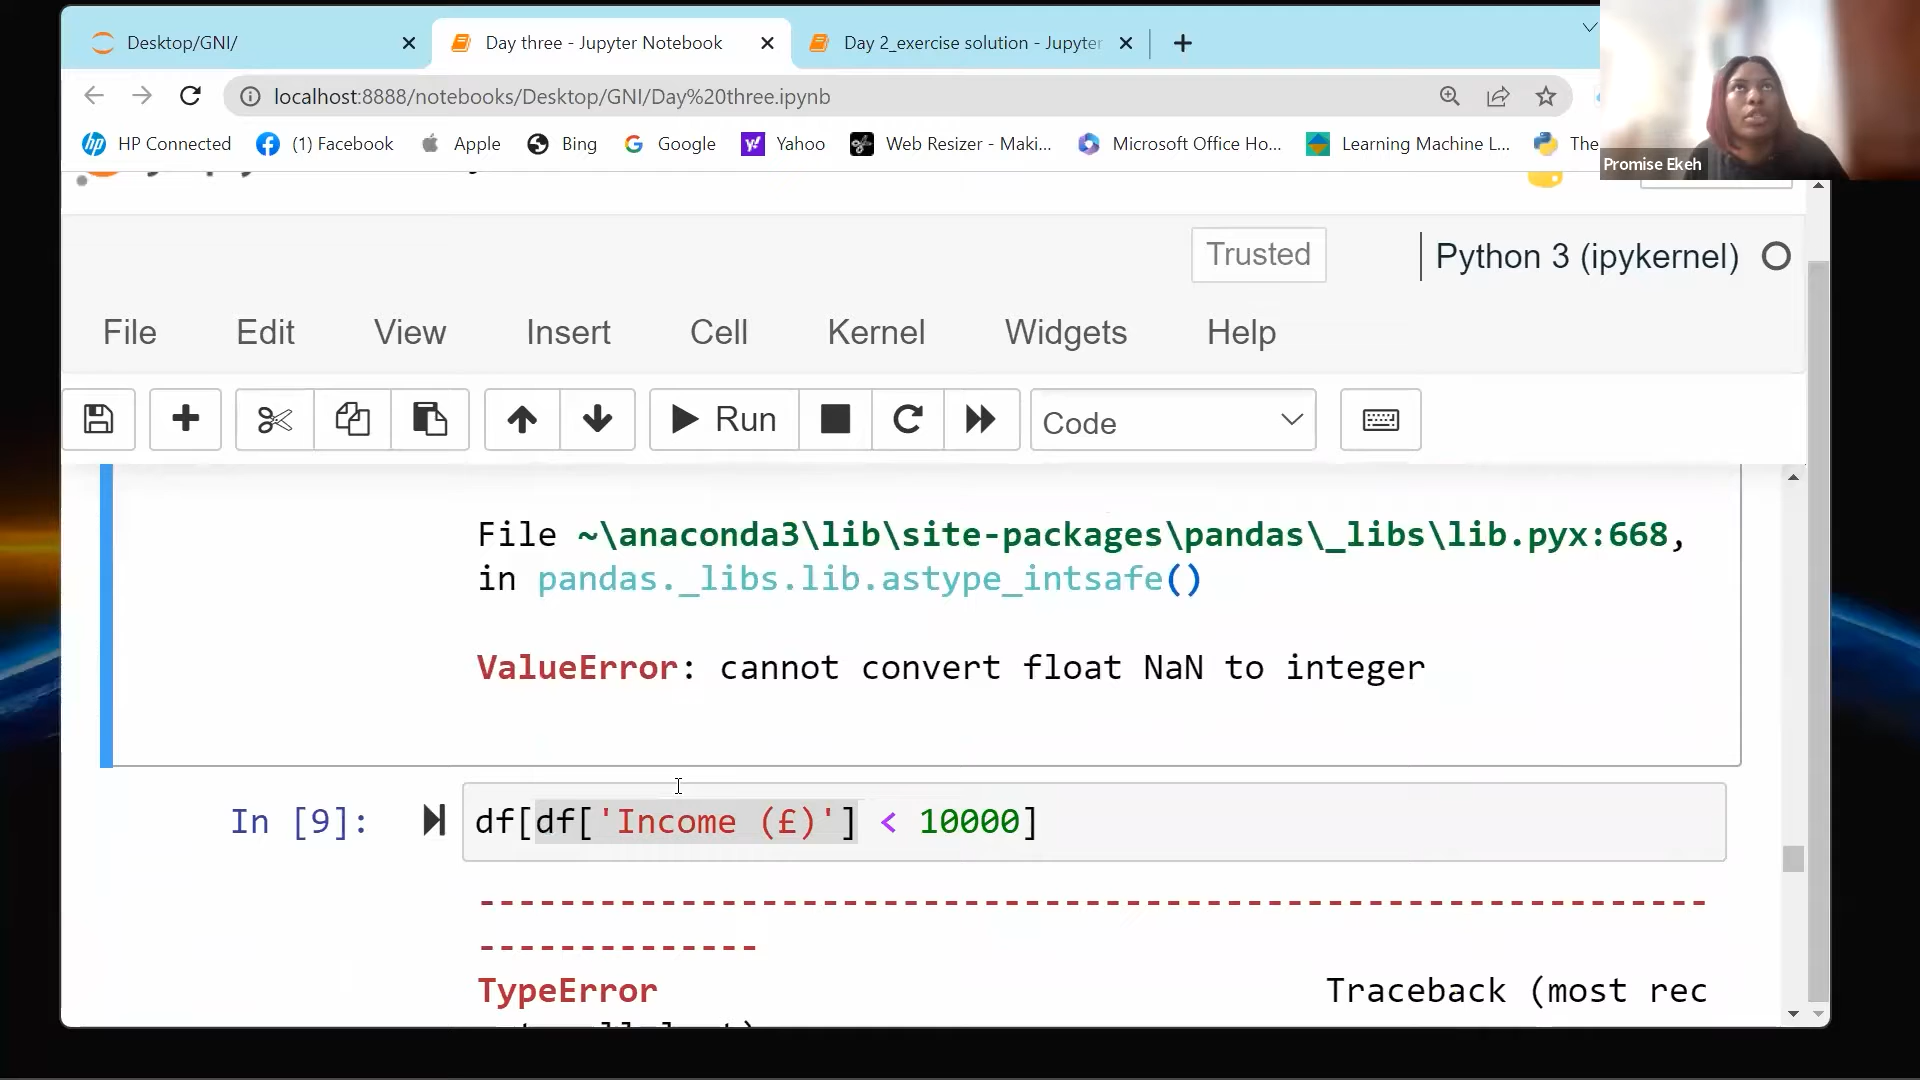 Desktop/GNI/
Day three - Jupyter Notebook
Day 2_exercise solution - Jupyter
localhost:8888/notebooks/Desktop/GNI/Day%20three.ipynb
HP Connected
(1) Facebook
Apple
Bing
Google
Yahoo
Web Resizer - Maki...
Microsoft Office Ho...
Learning Machine L...
The
Promise Ekeh
Trusted
Python 3 (ipykernel)
File
Edit
View
Insert
Cell
Kernel
Widgets
Help
Run
Code
File ~\anaconda3\lib\site-packages\pandas\_libs\lib.pyx:668,
in pandas._libs.lib.astype_intsafe()
ValueError: cannot convert float NaN to integer
In [9]:
df[df['Income (£)'] < 10000]
---------------------------------------------------------------
--------------
TypeError Traceback (most rec